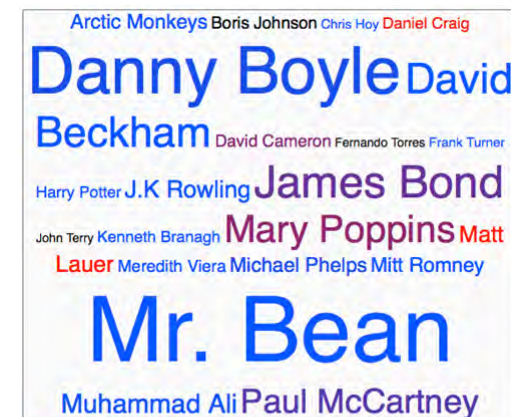 Arctic Monkeys Boris Johnson Chris Hoy Daniel Craig
Danny Boyle David
Beckham David Cameron Fernando Torres Frank Turner
Harry Potter J.K Rowling James Bond
John Terry Kenneth Branagh Mary Poppins Matt
Lauer Meredith Viera Michael Phelps Mitt Romney
Mr. Bean
Muhammad Ali Paul McCartney